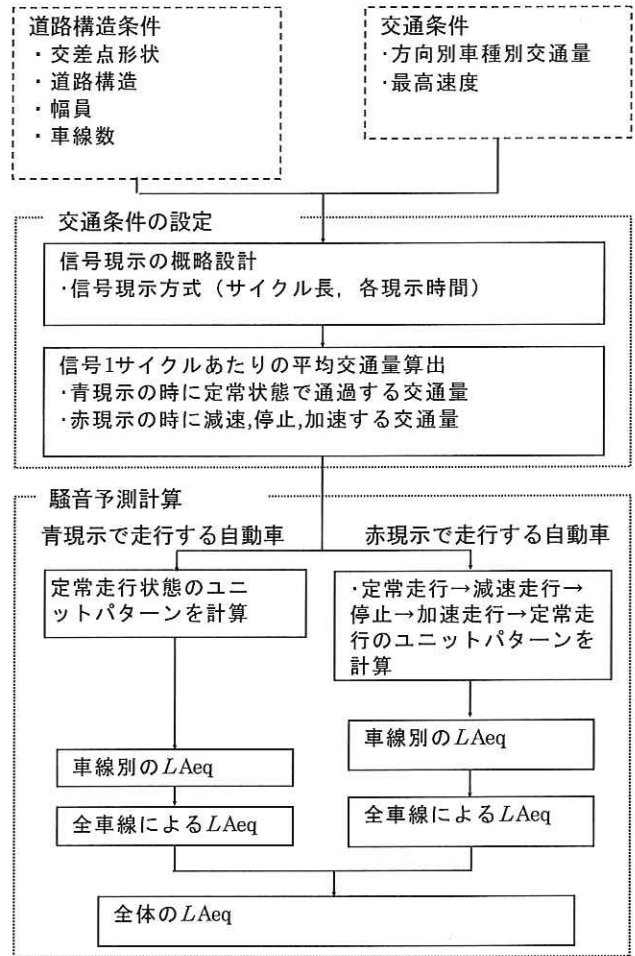 道路構造条件
・交差点形状
・道路構造
・幅員
・車線数
交通条件
・方向別車種別交通量
・最高速度
交通条件の設定
信号現示の概略設計
・信号現示方式（サイクル長，各現示時間）
信号1サイクルあたりの平均交通量算出
・青現示の時に定常状態で通過する交通量
・赤現示の時に減速,停止,加速する交通量
騒音予測計算
青現示で走行する自動車
定常走行状態のユニ
ットパターンを計算
車線別のLAeq
全車線によるLAeq
赤現示で走行する自動車
・定常走行→減速走行→
停止→加速走行→定常走
行のユニットパターンを
計算
車線別のLAeq
全車線によるLAeq
全体のLAeq